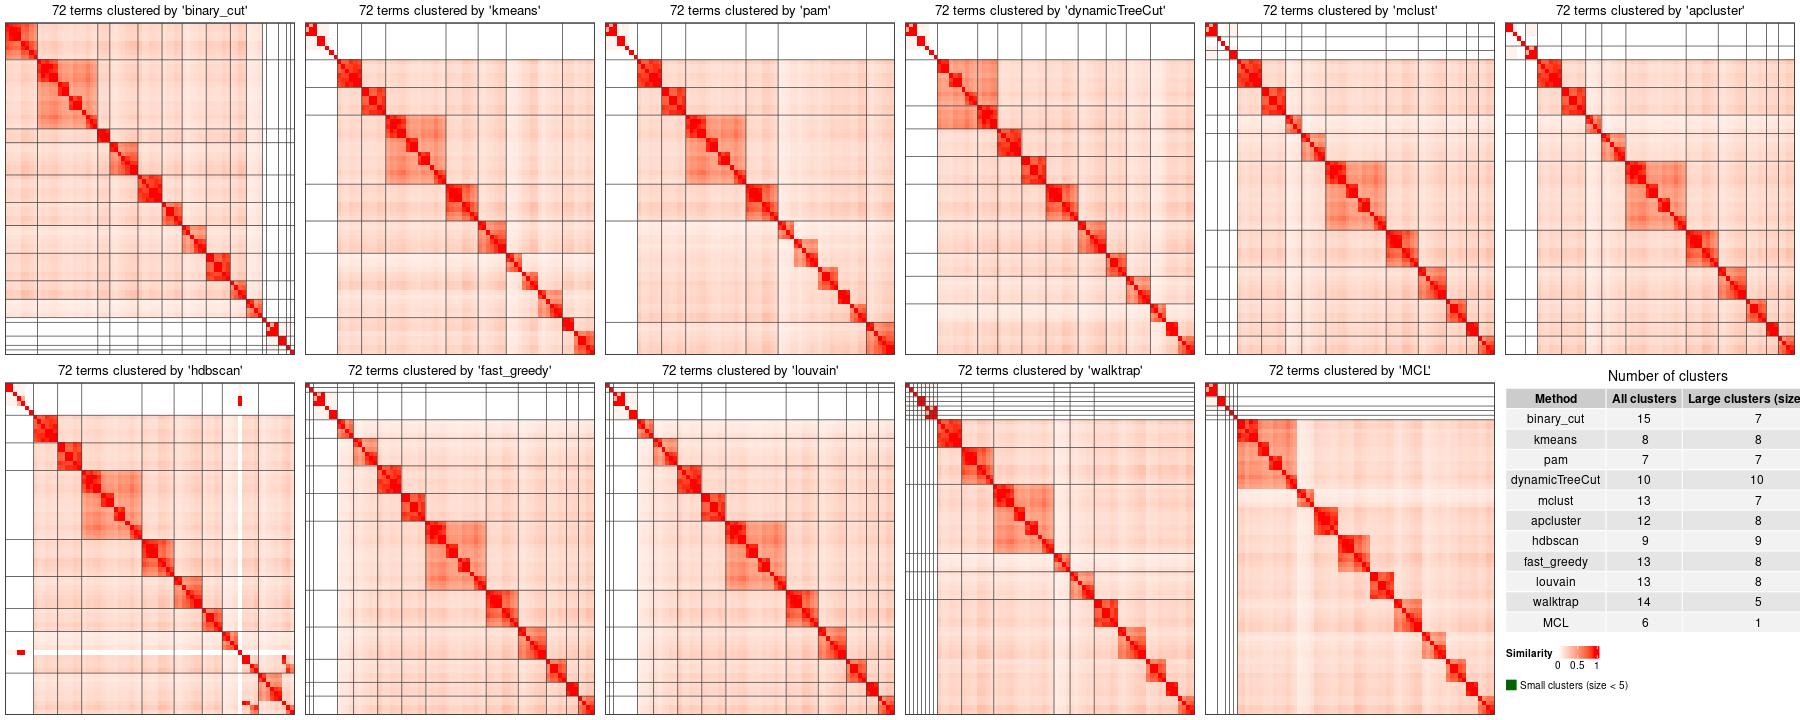 72 terms clustered by 'binary_cut'
72 terms clustered by 'kmeans'
72 terms clustered by 'pam'
72 terms clustered by 'dynamicTreeCut'
72 terms clustered by 'mclust'
72 terms clustered by 'apcluster'
72 terms clustered by 'hdbscan'
72 terms clustered by 'fast_greedy'
72 terms clustered by 'louvain'
72 terms clustered by 'walktrap'
72 terms clustered by 'MCL'
Number of clusters
Method All clusters Large clusters (size
binary_cut 15 7
kmeans 8 8
pam 7 7
dynamicTreeCut 10 10
mclust 13 7
apcluster 12 8
hdbscan 9 9
fast_greedy 13 8
louvain 13 8
walktrap 14 5
MCL 6 1
Similarity
0 0.5 1
Small clusters (size < 5)